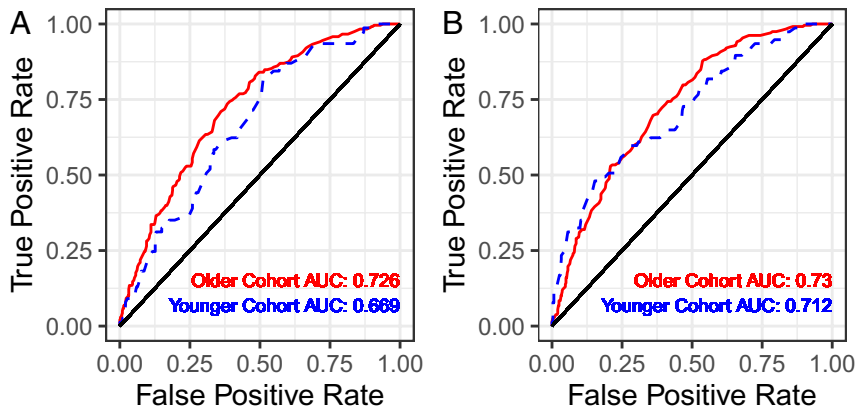 A
True Positive Rate
1.00
0.75
0.50
0.25
0.00
Older Cohort AUC: 0.726
Younger Cohort AUC: 0.669
0.00 0.25 0.50 0.75 1.00
False Positive Rate
B
True Positive Rate
1.00
0.75
0.50
0.25
0.00
Older Cohort AUC: 0.73
Younger Cohort AUC: 0.712
0.00 0.25 0.50 0.75 1.00
False Positive Rate